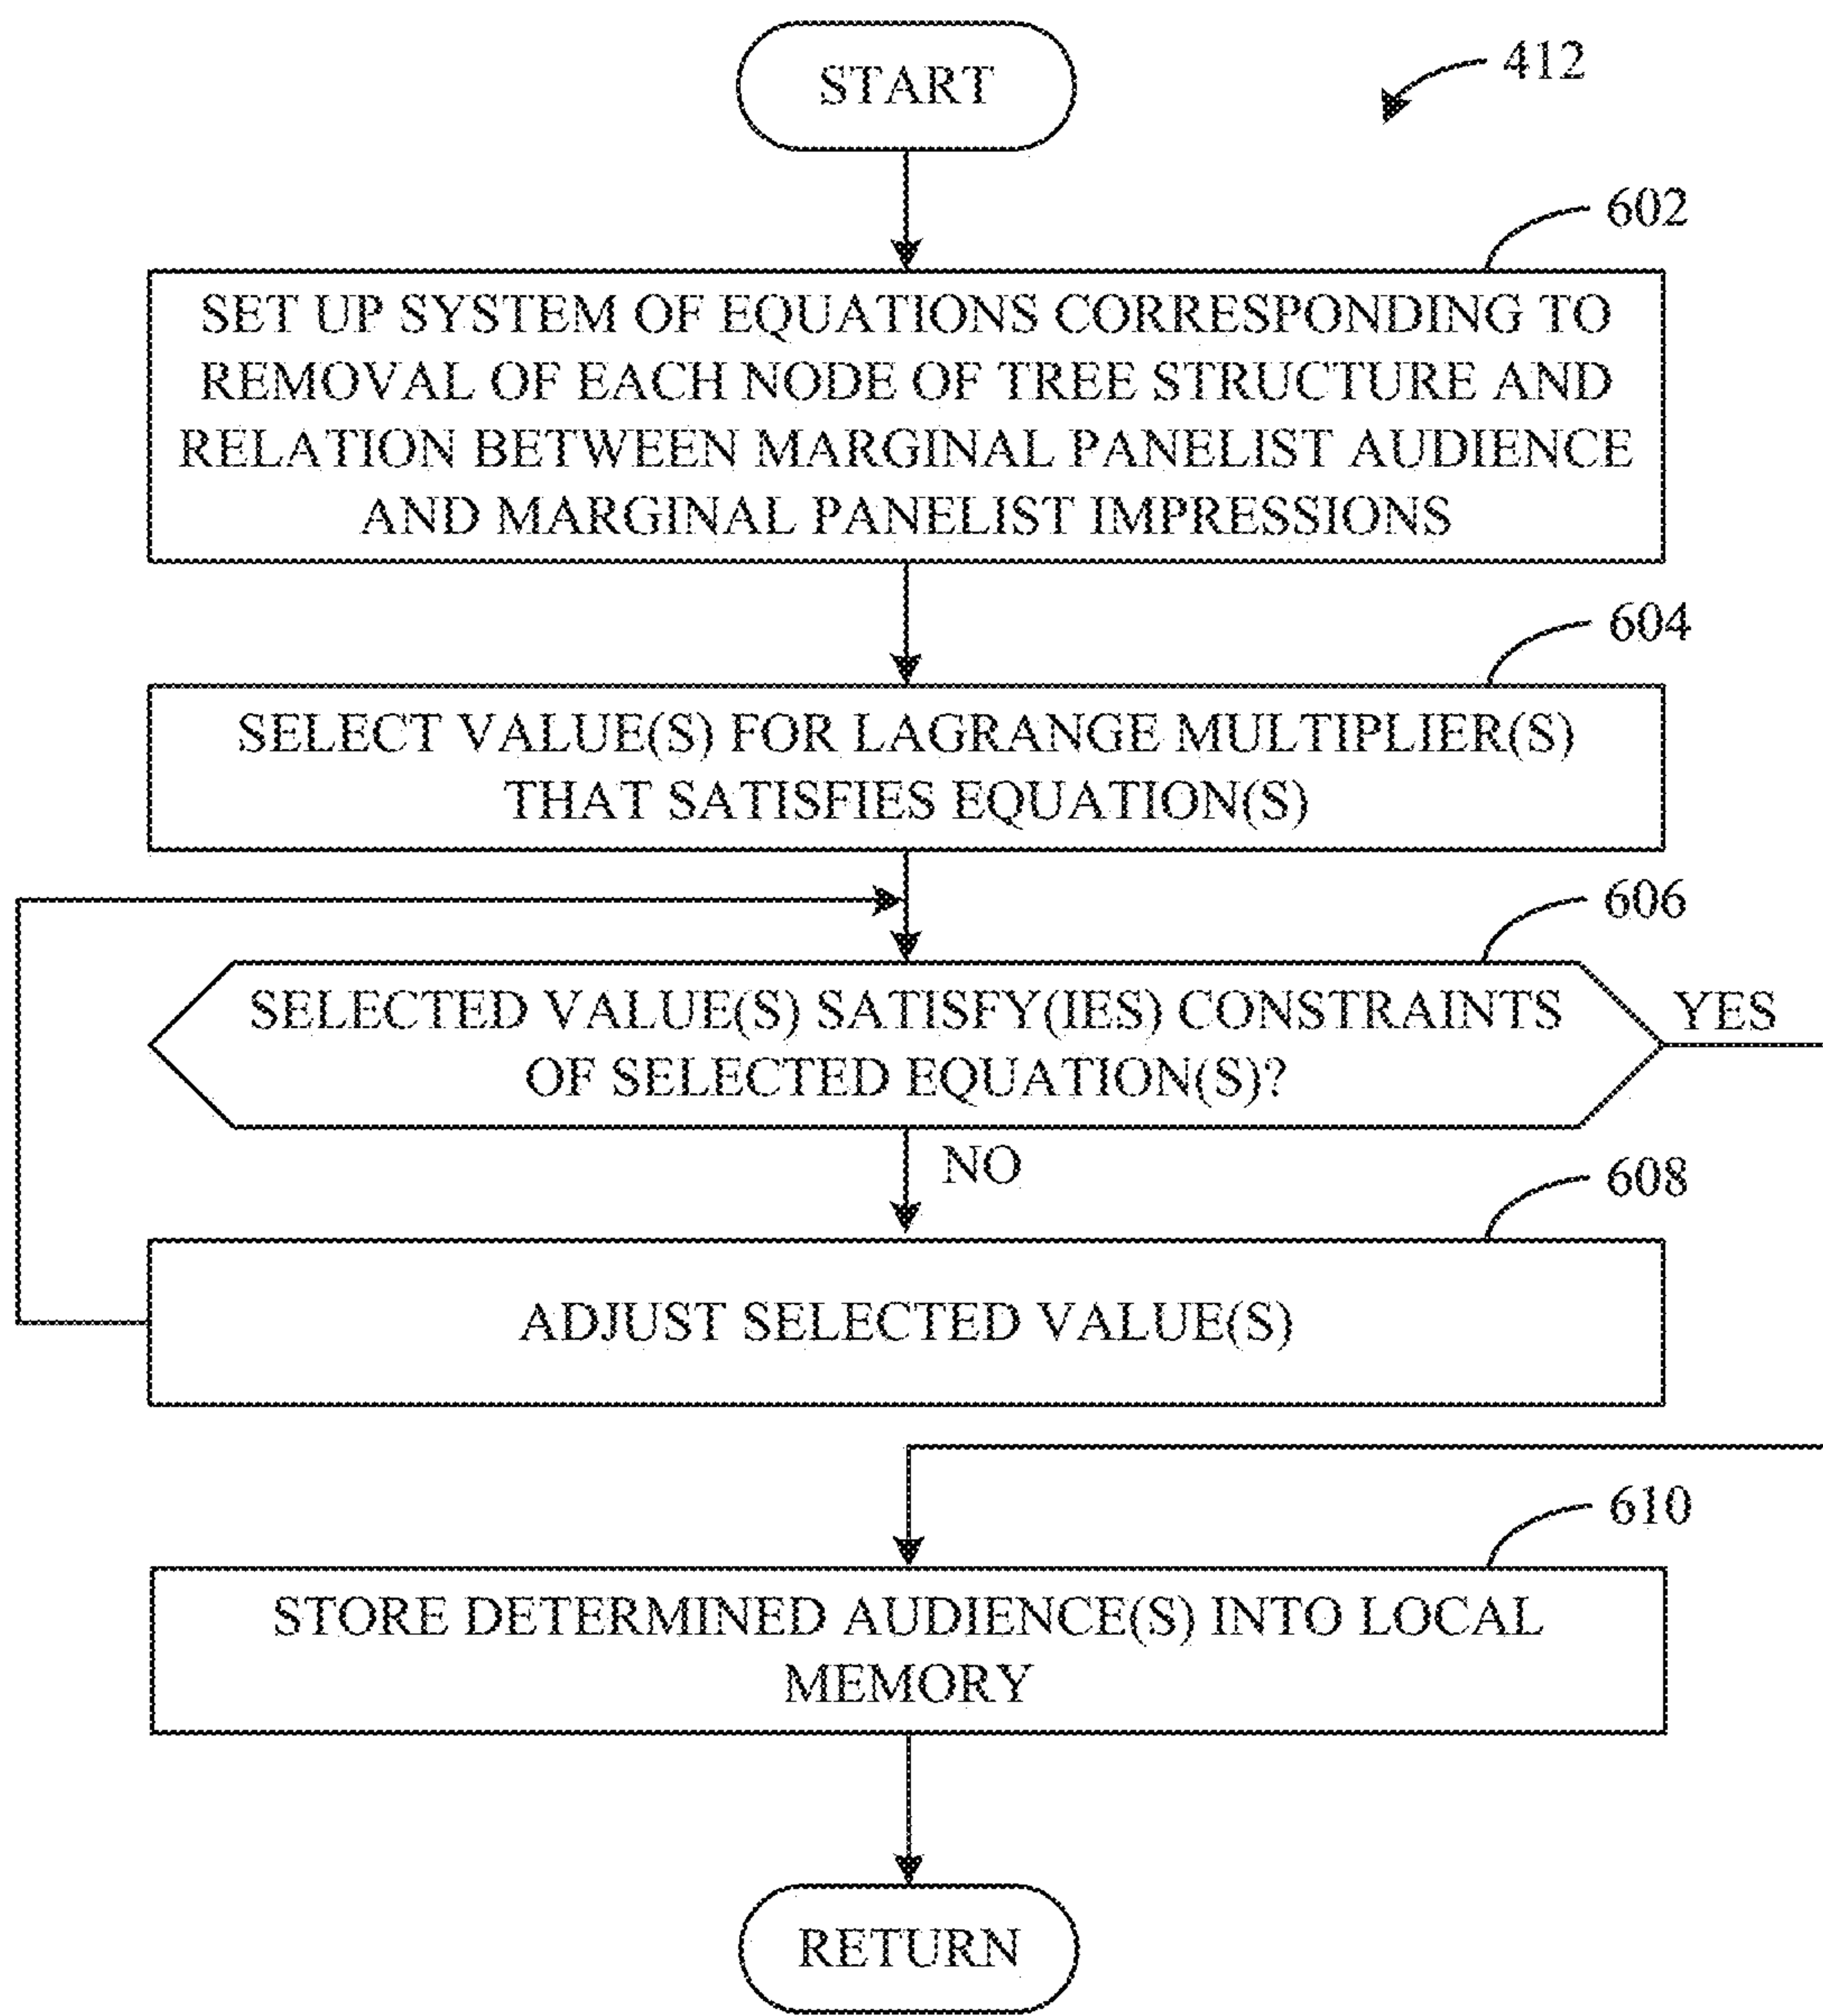 START
412
602
SET UP SYSTEM OF EQUATIONS CORRESPONDING TO
REMOVAL OF EACH NODE OF TREE STRUCTURE AND
RELATION BETWEEN MARGINAL PANELIST AUDIENCE
AND MARGINAL PANELIST IMPRESSIONS
604
SELECT VALUE(S) FOR LAGRANGE MULTIPLIER(S)
THAT SATISFIES EQUATION(S)
606
SELECTED VALUE(S) SATISFY(IES) CONSTRAINTS
OF SELECTED EQUATION(S)?
YES
NO
608
ADJUST SELECTED VALUE(S)
610
STORE DETERMINED AUDIENCE(S) INTO LOCAL
MEMORY
RETURN